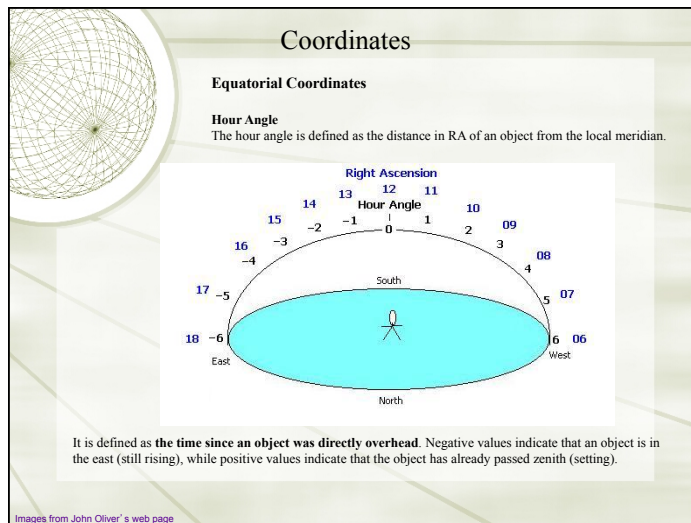 Coordinates
Equatorial Coordinates
Hour Angle
The hour angle is defined as the distance in RA of an object from the local meridian.
Right Ascension
14 13 12 11 10
Hour Angle
15 -2 -1 0 1 2 09
16 -3 3 08
-4 4
17 -5 South 5 07
18 -6 6 06
East West
North
It is defined as the time since an object was directly overhead. Negative values indicate that an object is in
the east (still rising), while positive values indicate that the object has already passed zenith (setting).
Images from John Oliver's web page